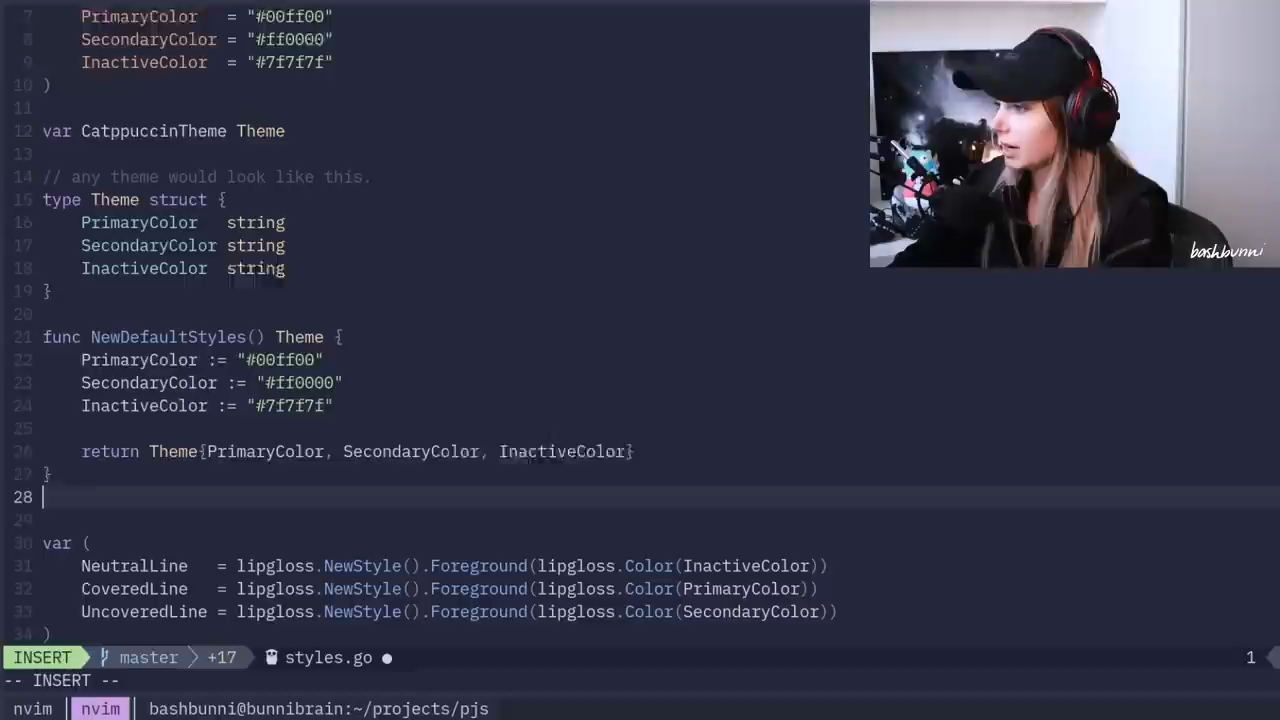 7 PrimaryColor = "#00ff00"
8 SecondaryColor = "#ff0000"
9 InactiveColor = "#7f7f7f"
10 )
11
12 var CatppuccinTheme Theme
13
14 // any theme would look like this.
15 type Theme struct {
16 PrimaryColor string
17 SecondaryColor string
18 InactiveColor string
19 }
20
21 func NewDefaultStyles() Theme {
22 PrimaryColor := "#00ff00"
23 SecondaryColor := "#ff0000"
24 InactiveColor := "#7f7f7f"
25
26 return Theme{PrimaryColor, SecondaryColor, InactiveColor}
27 }
28
29
30 var (
31 NeutralLine = lipgloss.NewStyle().Foreground(lipgloss.Color(InactiveColor))
32 CoveredLine = lipgloss.NewStyle().Foreground(lipgloss.Color(PrimaryColor))
33 UncoveredLine = lipgloss.NewStyle().Foreground(lipgloss.Color(SecondaryColor))
34 )
INSERT master +17 styles.go ● 1
-- INSERT --
nvim nvim bashbunni@bunnibrain:~/projects/pjs
bashbunni